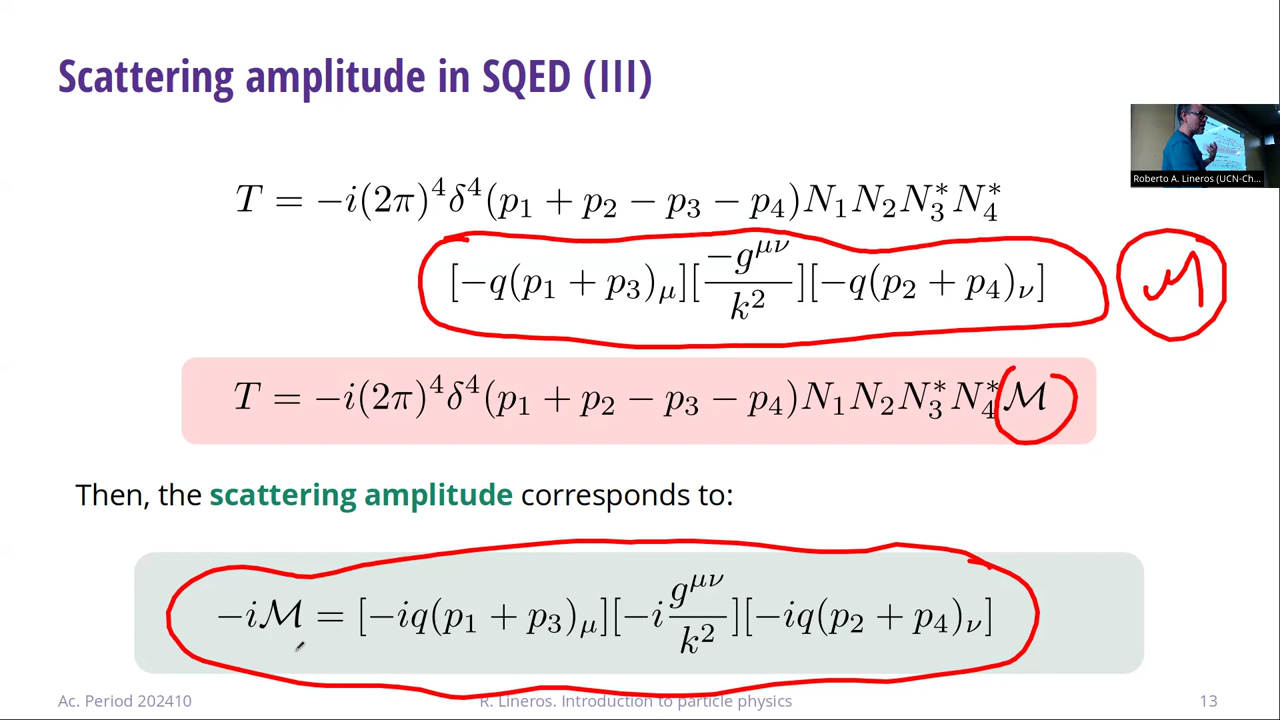 Scattering amplitude in SQED (III)
T = −i(2π)⁴δ⁴(p₁ + p₂ − p₃ − p₄)N₁N₂N₃*N₄*
[−q(p₁ + p₃)_μ][−g^{μν}/k²][−q(p₂ + p₄)_ν]
ℳ
Roberto A. Lineros (UCN-Ch...
T = −i(2π)⁴δ⁴(p₁ + p₂ − p₃ − p₄)N₁N₂N₃*N₄*ℳ
Then, the scattering amplitude corresponds to:
−iℳ = [−iq(p₁ + p₃)_μ][−i g^{μν}/k²][−iq(p₂ + p₄)_ν]
Ac. Period 202410
R. Lineros. Introduction to particle physics
13